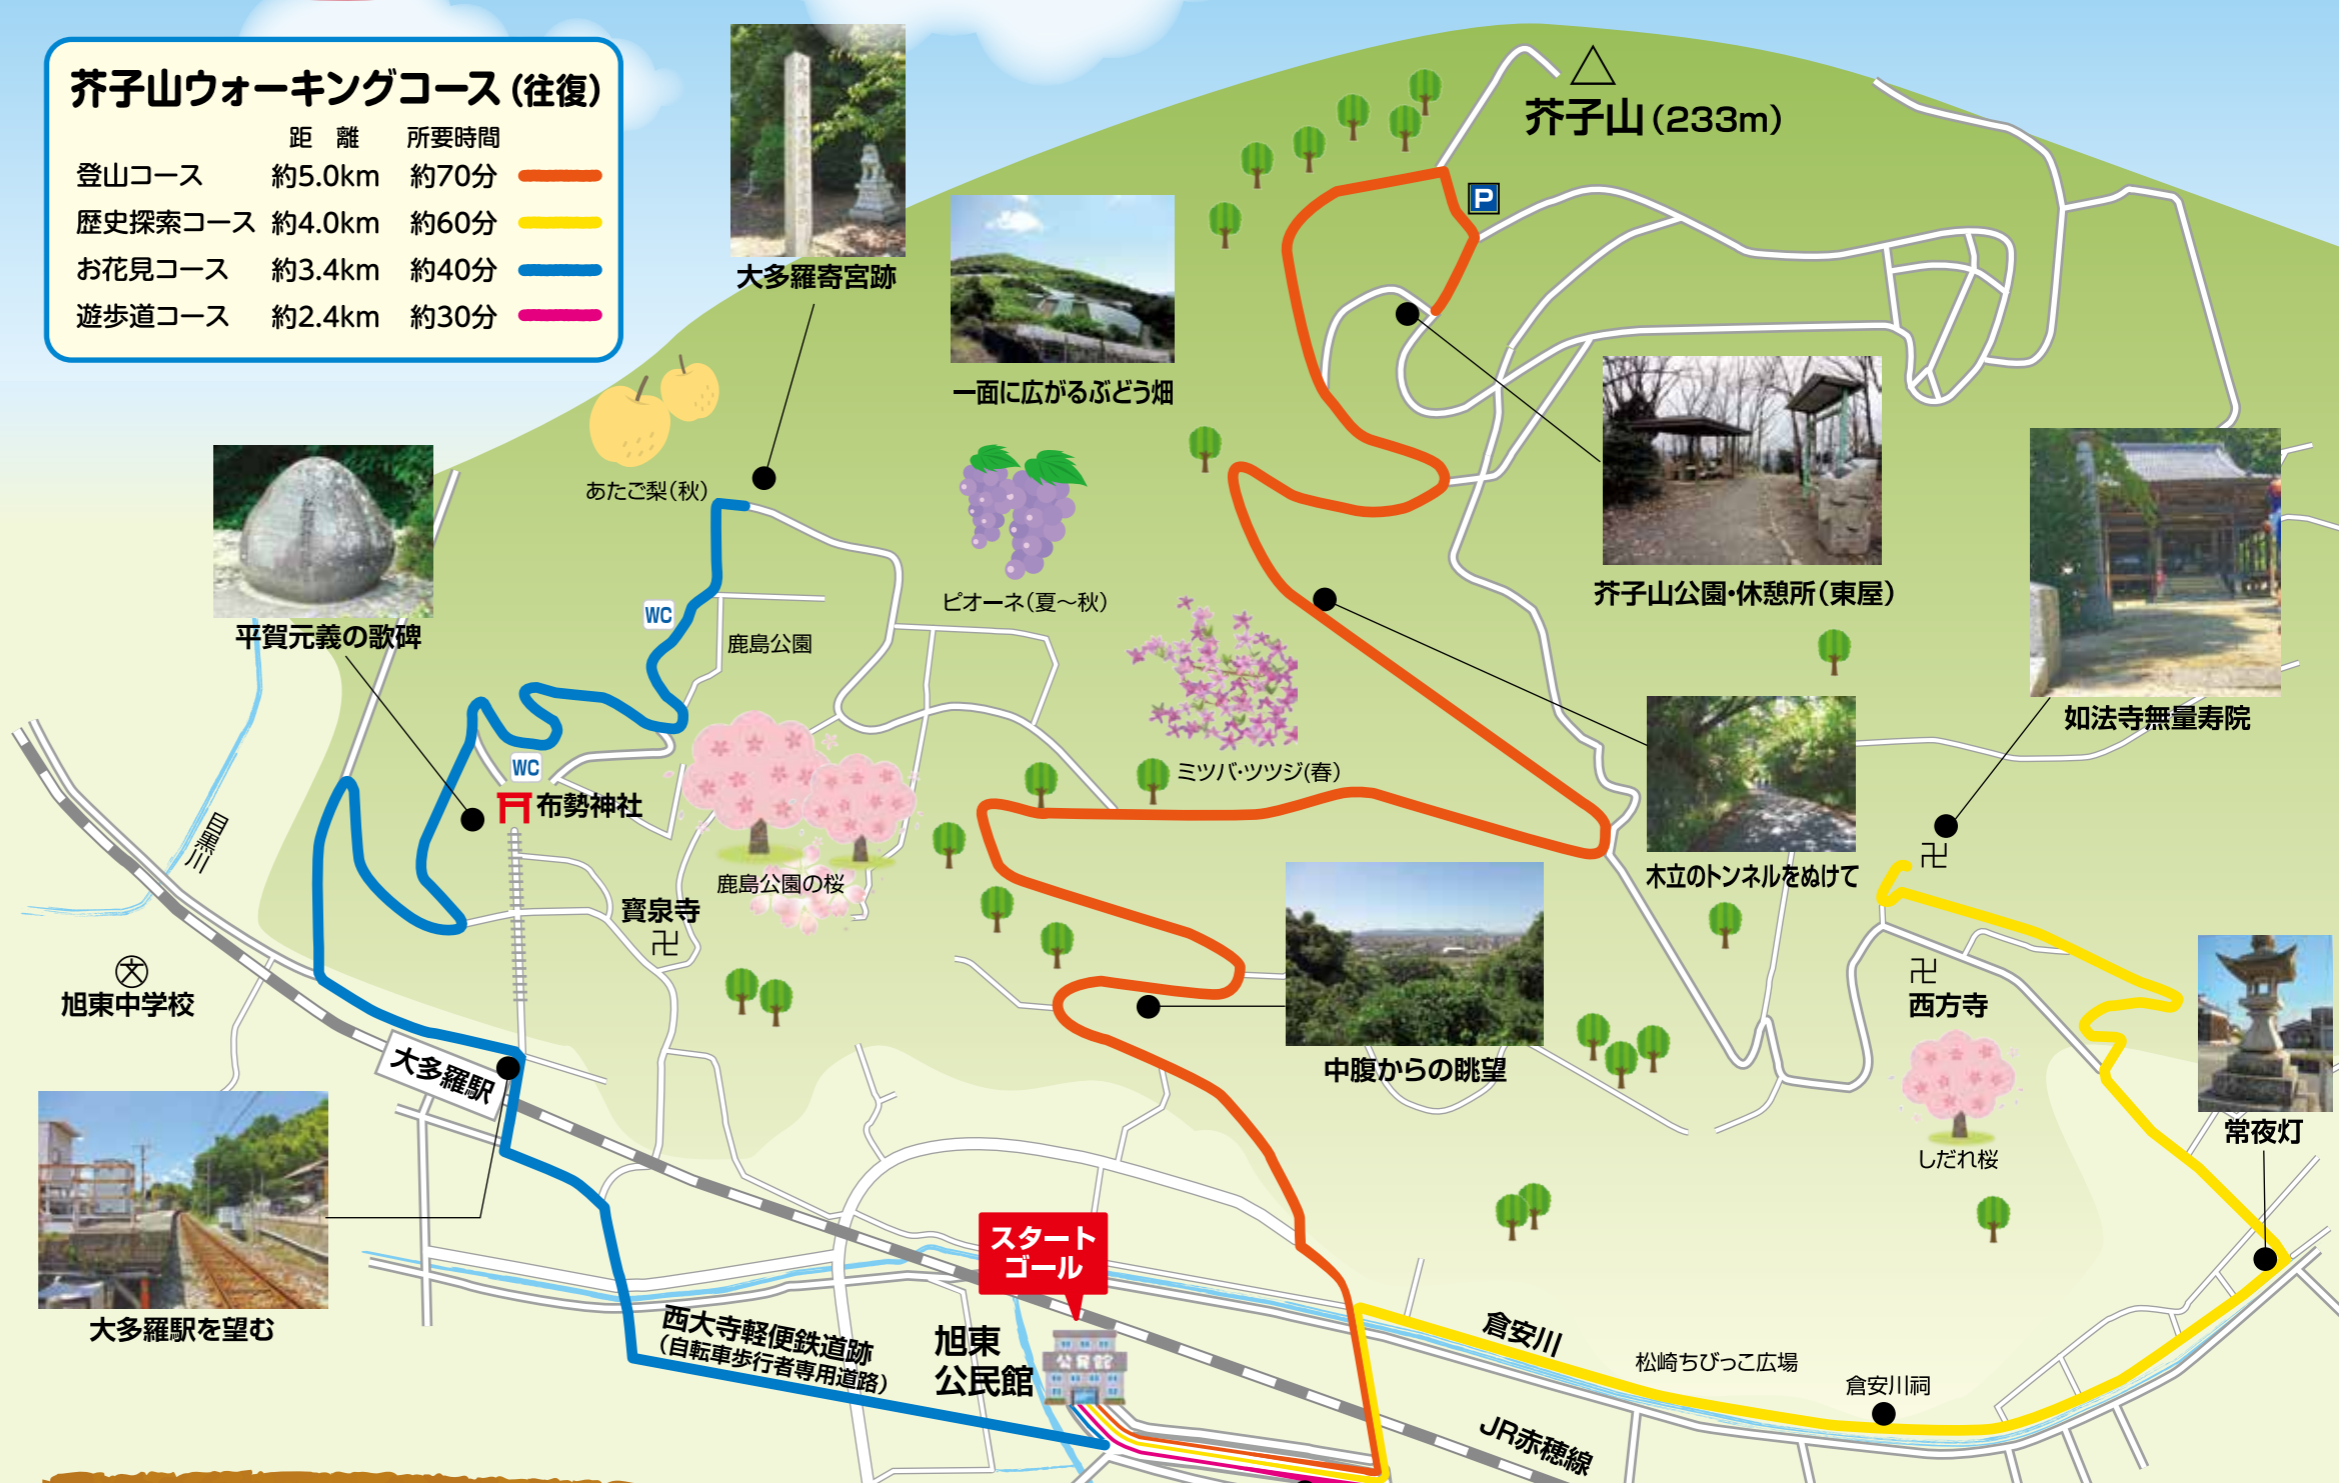 芥子山ウォーキングコース(往復)
距 離 所要時間
登山コース 約5.0km 約70分
歴史探索コース 約4.0km 約60分
お花見コース 約3.4km 約40分
遊歩道コース 約2.4km 約30分
芥子山(233m)
P
大多羅寄宮跡
一面に広がるぶどう畑
あたご梨(秋)
ピオーネ(夏〜秋)
芥子山公園・休憩所(東屋)
平賀元義の歌碑
WC
鹿島公園
如法寺無量寿院
WC
布勢神社
ミツバ・ツツジ(春)
目黒川
木立のトンネルをぬけて
鹿島公園の桜
寳泉寺
卍
卍
文
旭東中学校
卍
西方寺
大多羅駅
中腹からの眺望
しだれ桜
常夜灯
大多羅駅を望む
スタート
ゴール
西大寺軽便鉄道跡
(自転車歩行者専用道路)
旭東
公民館
公民館
倉安川
松崎ちびっこ広場
倉安川祠
JR赤穂線